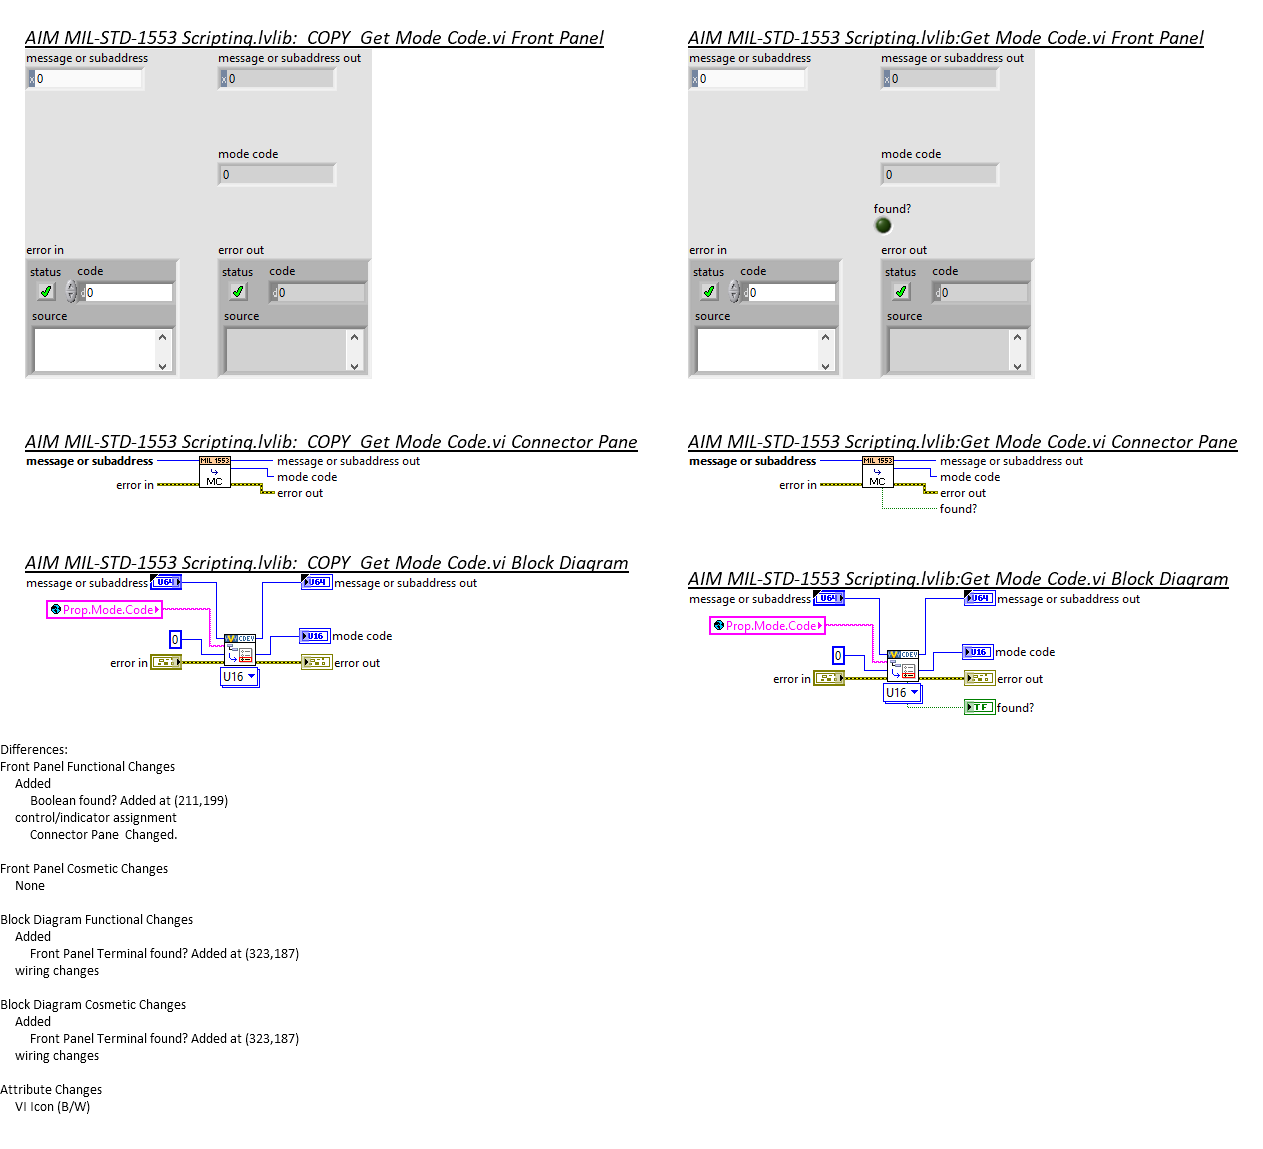 AIM MIL-STD-1553 Scripting.lvlib:_COPY_Get Mode Code.vi Front Panel
message or subaddress
message or subaddress out
x 0
x 0
mode code
0
error in
error out
status code
status code
d 0
d 0
source
source
AIM MIL-STD-1553 Scripting.lvlib:Get Mode Code.vi Front Panel
message or subaddress
message or subaddress out
x 0
x 0
mode code
0
found?
error in
error out
status code
status code
d 0
d 0
source
source
AIM MIL-STD-1553 Scripting.lvlib:_COPY_Get Mode Code.vi Connector Pane
message or subaddress
MIL 1553
message or subaddress out
mode code
error in
MC
error out
AIM MIL-STD-1553 Scripting.lvlib:Get Mode Code.vi Connector Pane
message or subaddress
MIL 1553
message or subaddress out
mode code
error in
MC
error out
found?
AIM MIL-STD-1553 Scripting.lvlib:_COPY_Get Mode Code.vi Block Diagram
message or subaddress
U64
U64
message or subaddress out
Prop.Mode.Code
0
CDEV
U16
mode code
error in
error out
U16
AIM MIL-STD-1553 Scripting.lvlib:Get Mode Code.vi Block Diagram
message or subaddress
U64
U64
message or subaddress out
Prop.Mode.Code
0
CDEV
U16
mode code
error in
error out
U16
TF
found?
Differences:
Front Panel Functional Changes
Added
Boolean found? Added at (211,199)
control/indicator assignment
Connector Pane  Changed.
Front Panel Cosmetic Changes
None
Block Diagram Functional Changes
Added
Front Panel Terminal found? Added at (323,187)
wiring changes
Block Diagram Cosmetic Changes
Added
Front Panel Terminal found? Added at (323,187)
wiring changes
Attribute Changes
VI Icon (B/W)